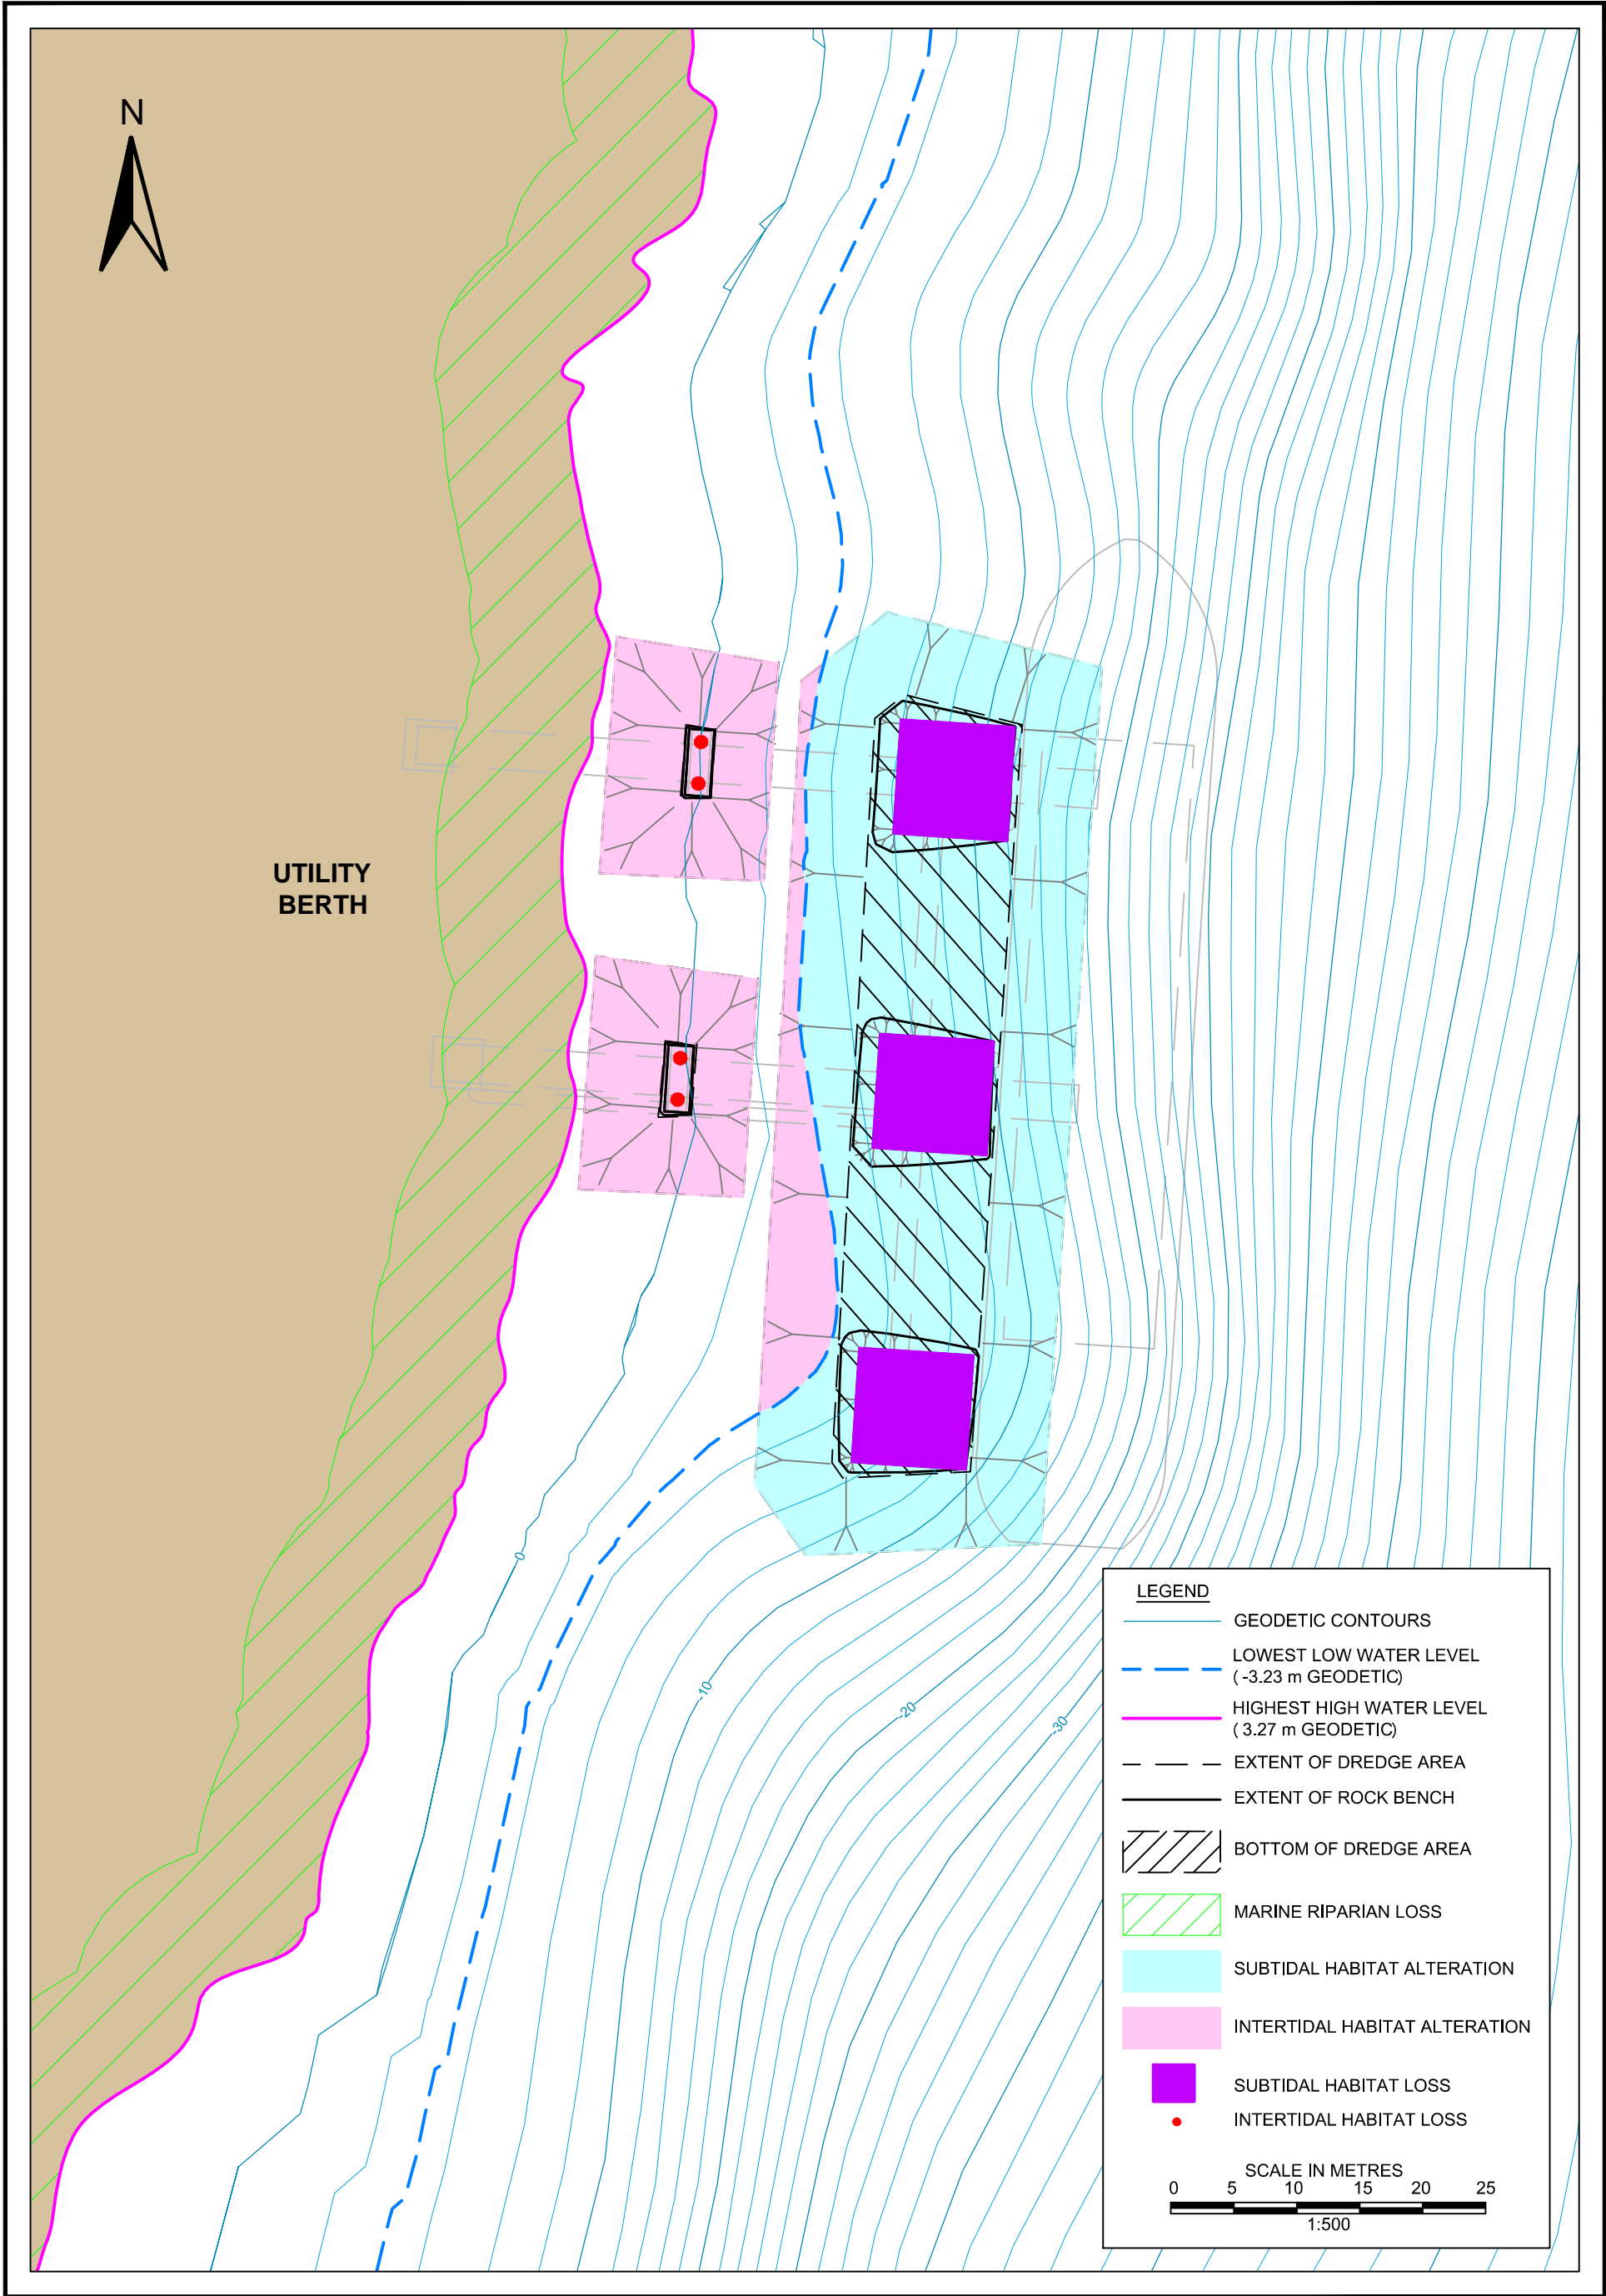 N
UTILITY
BERTH
0
-10
-20
-30
LEGEND
GEODETIC CONTOURS
LOWEST LOW WATER LEVEL
( -3.23 m GEODETIC)
HIGHEST HIGH WATER LEVEL
( 3.27 m GEODETIC)
EXTENT OF DREDGE AREA
EXTENT OF ROCK BENCH
BOTTOM OF DREDGE AREA
MARINE RIPARIAN LOSS
SUBTIDAL HABITAT ALTERATION
INTERTIDAL HABITAT ALTERATION
SUBTIDAL HABITAT LOSS
INTERTIDAL HABITAT LOSS
SCALE IN METRES
0 5 10 15 20 25
1:500